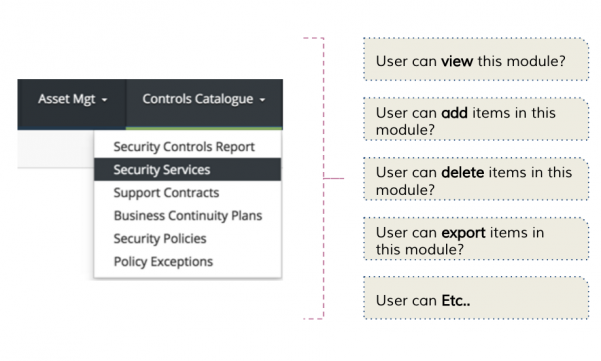 Asset Mgt
Controls Catalogue
Security Controls Report
Security Services
Support Contracts
Business Continuity Plans
Security Policies
Policy Exceptions
User can view this module?
User can add items in this
module?
User can delete items in this
module?
User can export items in
this module?
User can Etc..